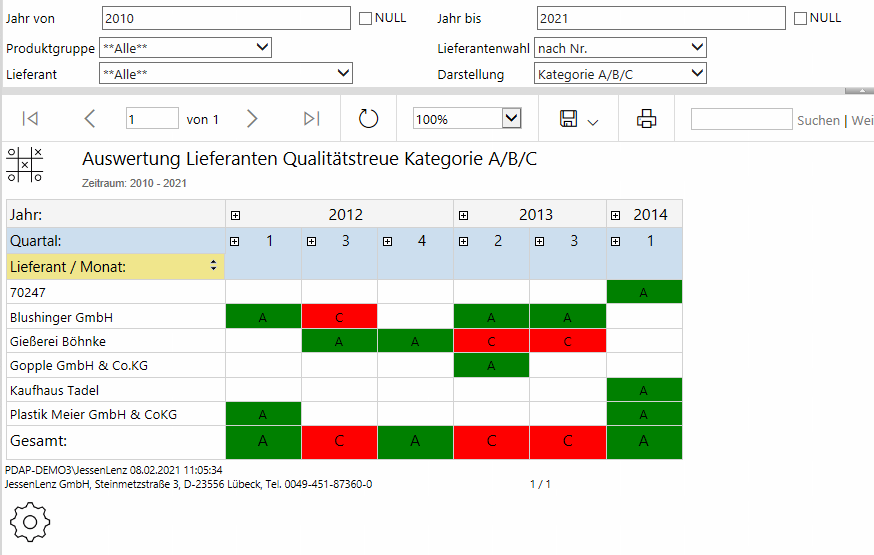 Jahr von 2010 NULL Jahr bis 2021 NULL
Produktgruppe **Alle** Lieferantenwahl nach Nr.
Lieferant **Alle** Darstellung Kategorie A/B/C
1 von 1 100% Suchen | Wei
Auswertung Lieferanten Qualitätstreue Kategorie A/B/C
Zeitraum: 2010 - 2021
Jahr: 2012 2013 2014
Quartal: 1 3 4 2 3 1
Lieferant / Monat:
70247 A
Blushinger GmbH A C A A
Gießerei Böhnke A A C C
Gopple GmbH & Co.KG A
Kaufhaus Tadel A
Plastik Meier GmbH & CoKG A A
Gesamt: A C A C C A
PDAP-DEMO3\JessenLenz 08.02.2021 11:05:34
JessenLenz GmbH, Steinmetzstraße 3, D-23556 Lübeck, Tel. 0049-451-87360-0 1 / 1